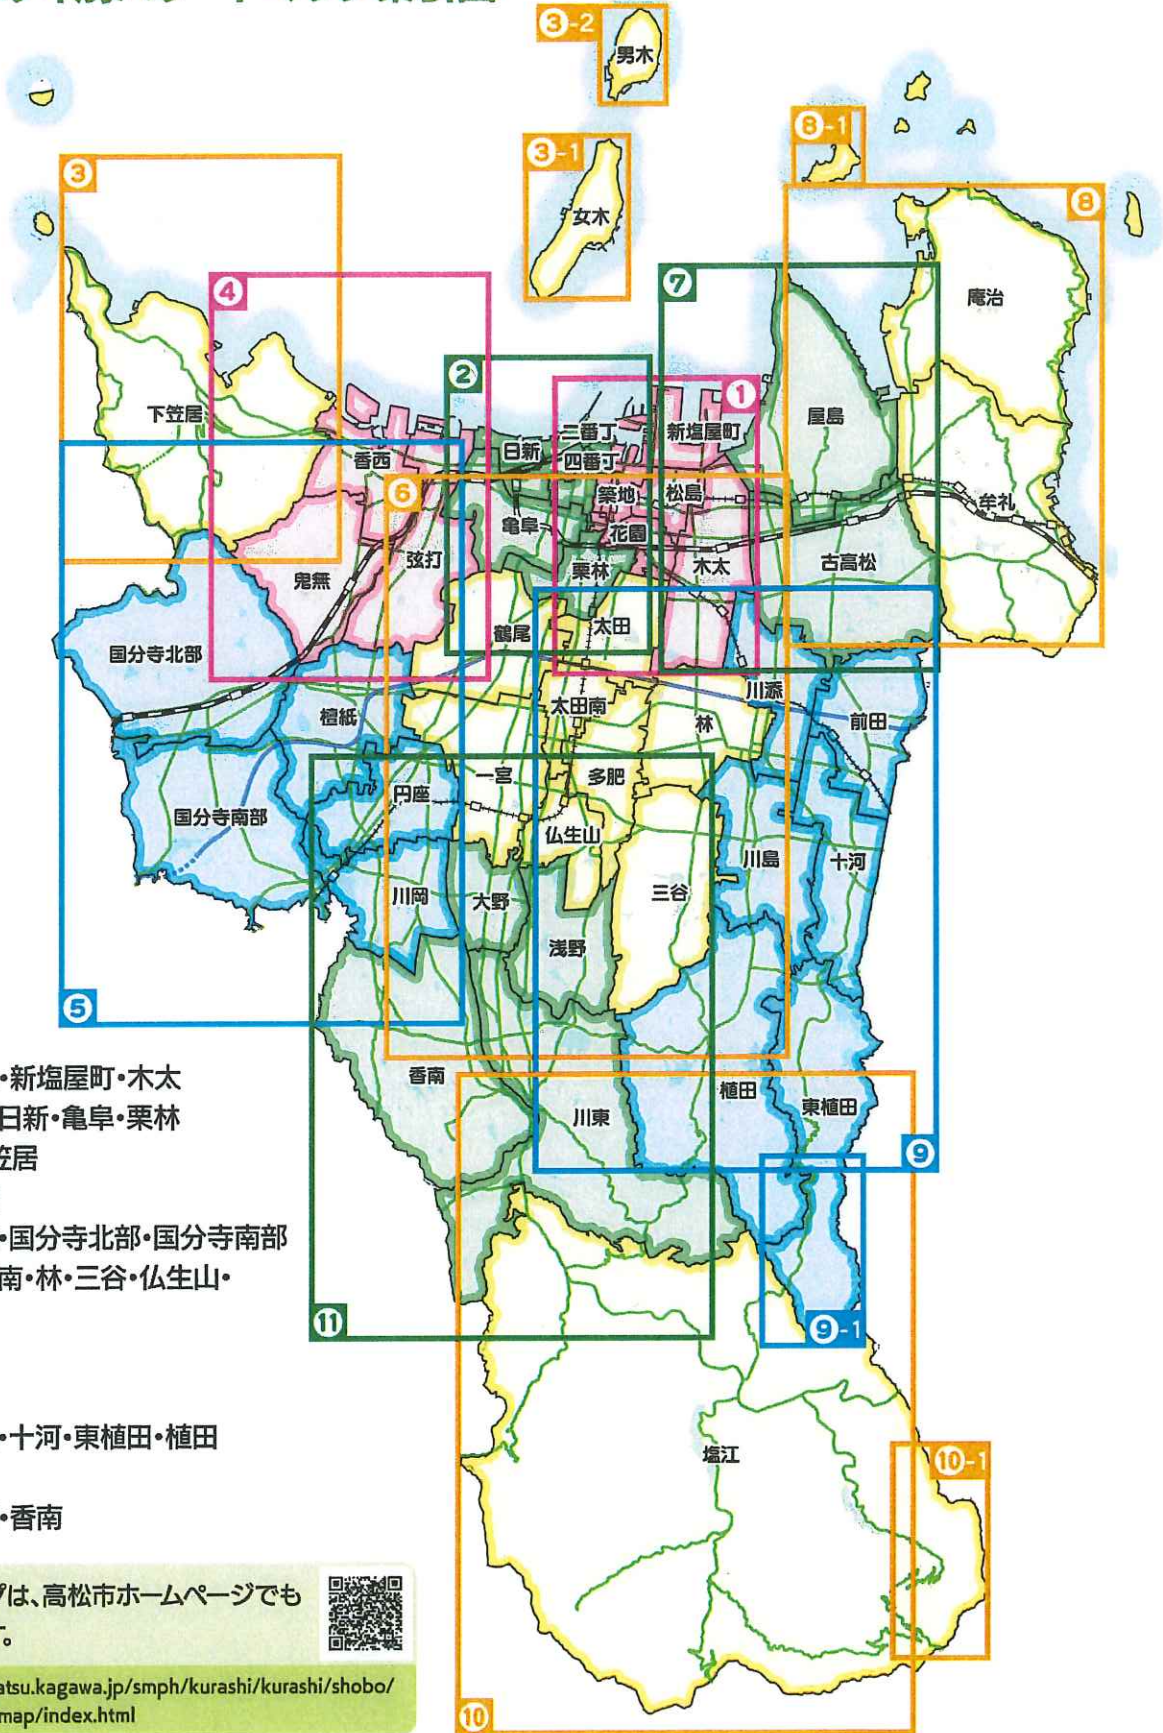 ③-2
男木
⑧-1
③-1
③
⑧
女木
④
⑦
庵治
②
①
下笠居
屋島
二番丁
新塩屋町
日新
四番丁
香西
⑥
築地
松島
牟礼
亀阜
花園
弦打
栗林
木太
古高松
鬼無
鶴尾
太田
国分寺北部
川添
檀紙
太田南
林
前田
一宮
多肥
円座
国分寺南部
仏生山
川島
十河
川岡
大野
三谷
浅野
⑤
香南
植田
川東
東植田
⑨
⑪
⑨-1
塩江
⑩-1
⑩
・新塩屋町・木太
日新・亀阜・栗林
笠居
・国分寺北部・国分寺南部
南・林・三谷・仏生山・
・十河・東植田・植田
・香南
は、高松市ホームページでも
す。
atsu.kagawa.jp/smph/kurashi/kurashi/shobo/
map/index.html